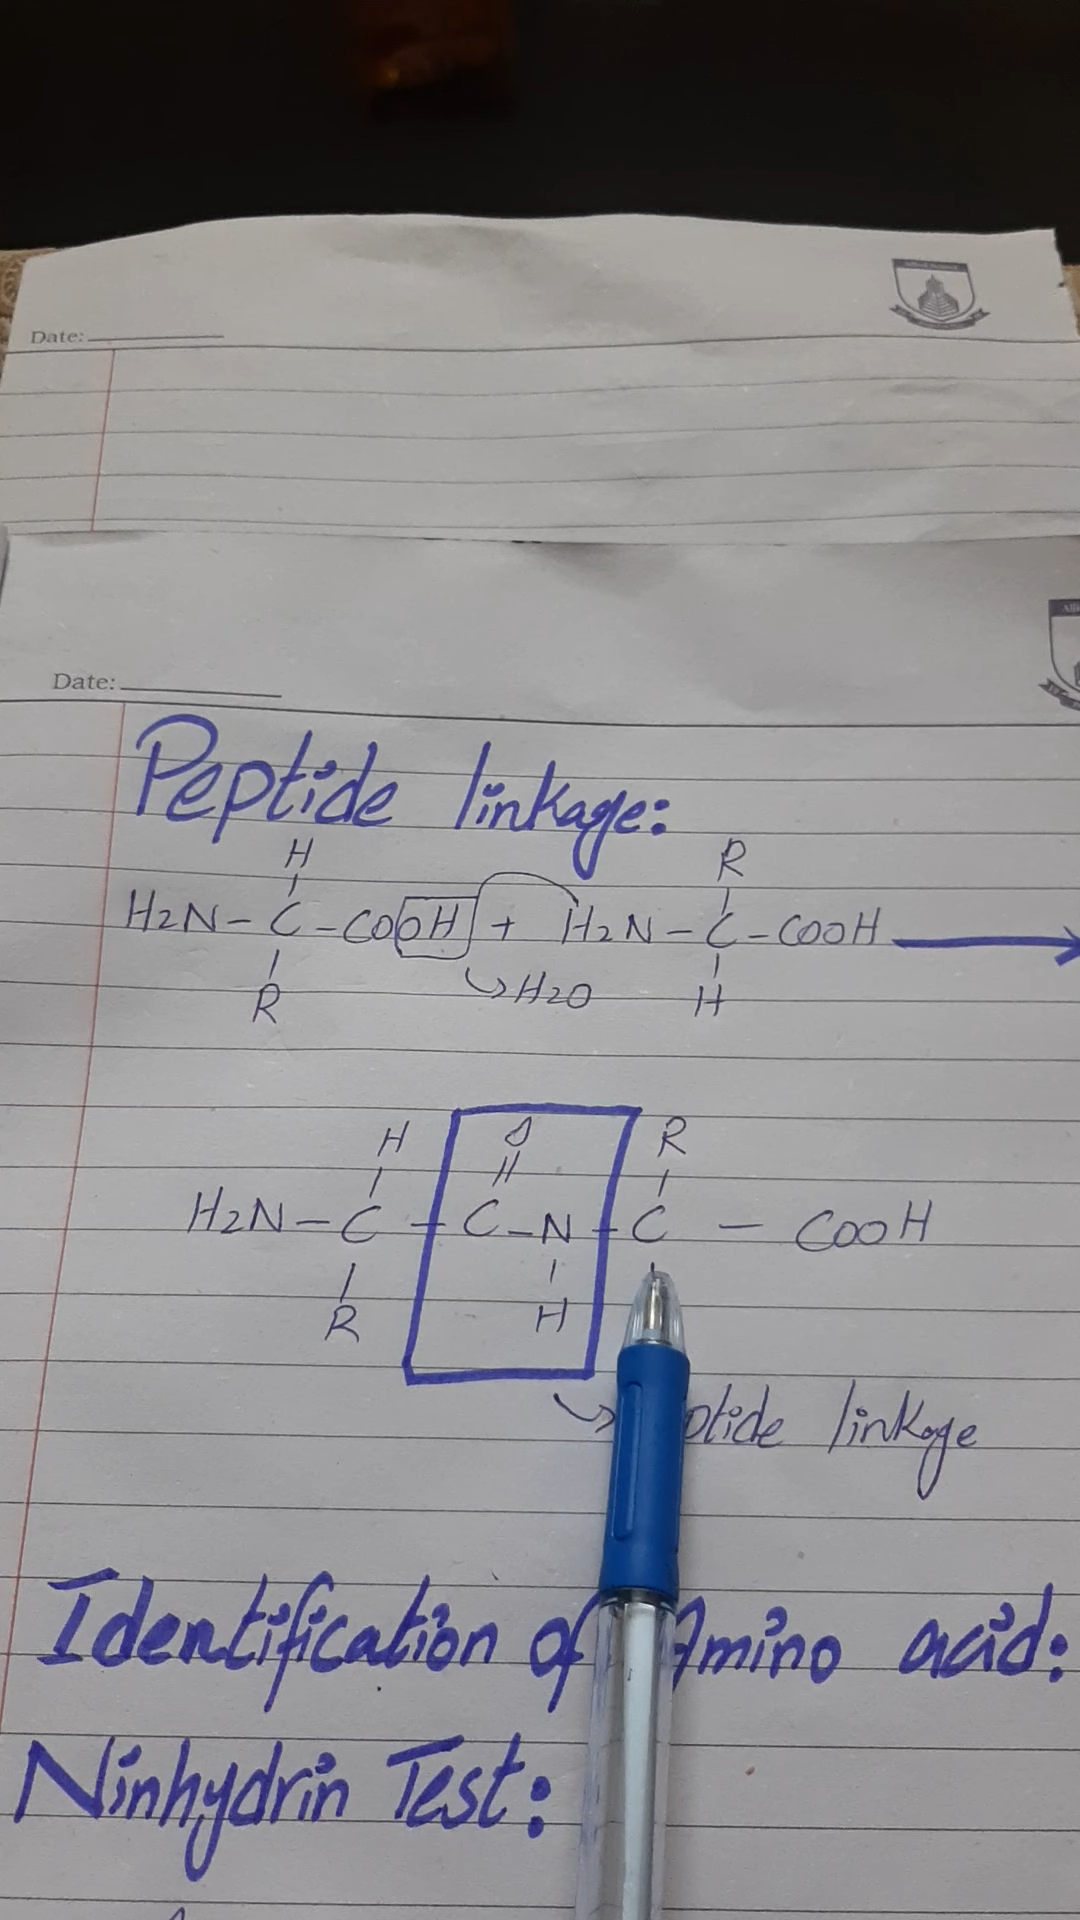 Date:
Date:
Peptide linkage:
H R
H2N - C - COOH + H2N - C - COOH
R ↳ H2O H
H O R
H2N - C - C - N - C - COOH
R H
linkage
Identification of Amino acid:
Ninhydrin Test: